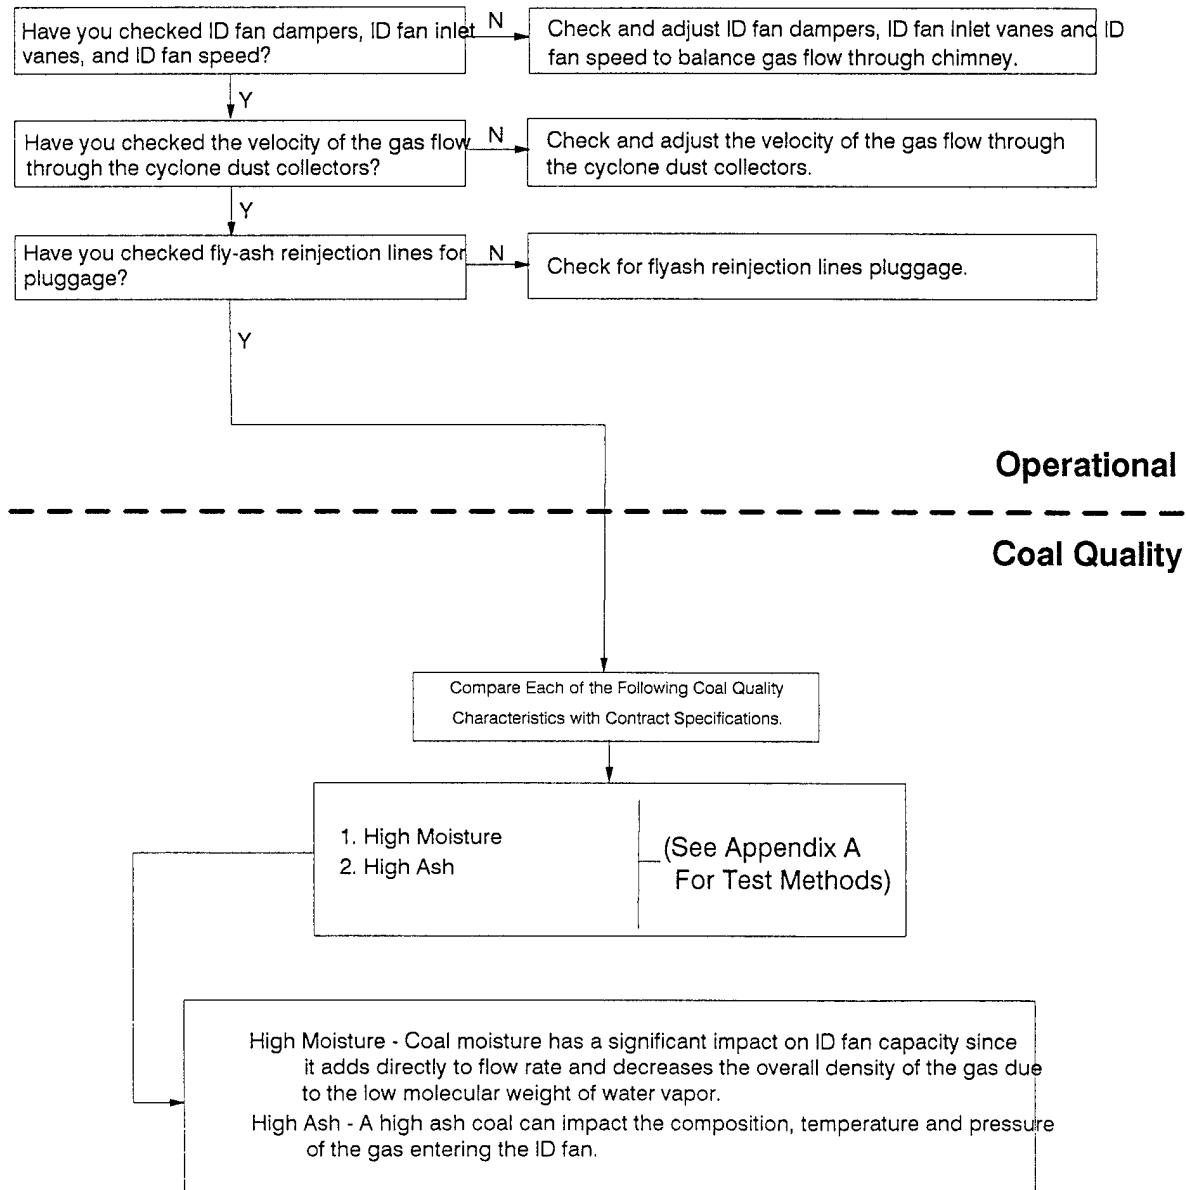 Have you checked ID fan dampers, ID fan inlet
vanes, and ID fan speed?
N
Check and adjust ID fan dampers, ID fan inlet vanes and ID
fan speed to balance gas flow through chimney.
Y
Have you checked the velocity of the gas flow
through the cyclone dust collectors?
N
Check and adjust the velocity of the gas flow through
the cyclone dust collectors.
Y
Have you checked fly-ash reinjection lines for
pluggage?
N
Check for flyash reinjection lines pluggage.
Y
Operational
Coal Quality
Compare Each of the Following Coal Quality
Characteristics with Contract Specifications.
1. High Moisture
2. High Ash
(See Appendix A
For Test Methods)
High Moisture - Coal moisture has a significant impact on ID fan capacity since
it adds directly to flow rate and decreases the overall density of the gas due
to the low molecular weight of water vapor.
High Ash - A high ash coal can impact the composition, temperature and pressure
of the gas entering the ID fan.